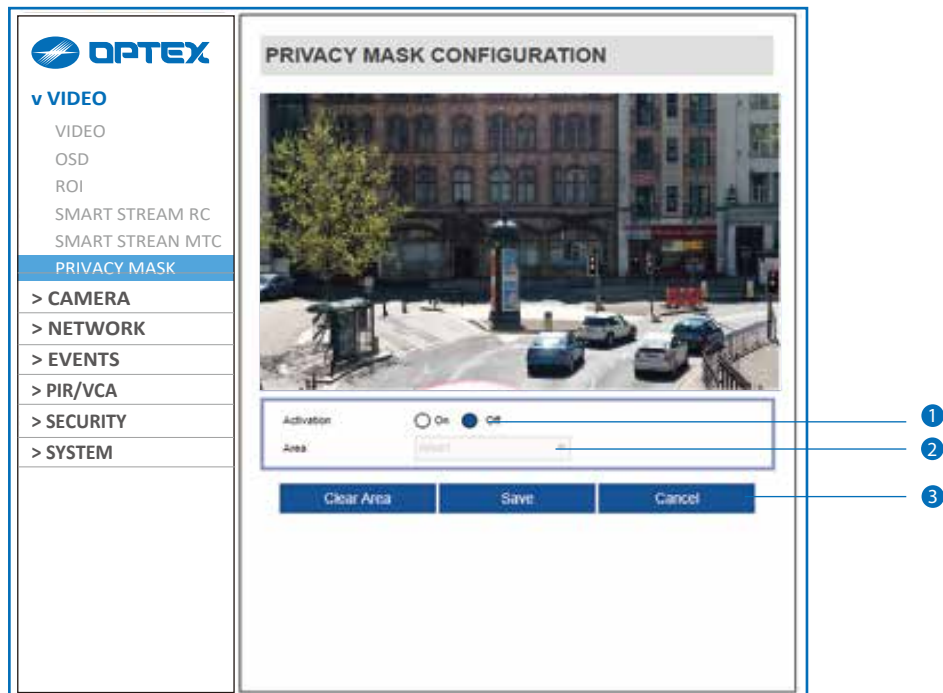 OPTEX
PRIVACY MASK CONFIGURATION
v VIDEO
VIDEO
OSD
ROI
SMART STREAM RC
SMART STREAN MTC
PRIVACY MASK
> CAMERA
> NETWORK
> EVENTS
> PIR/VCA
> SECURITY
> SYSTEM
Activation On Off 1
Area 2
Clear Area Save Cancel 3